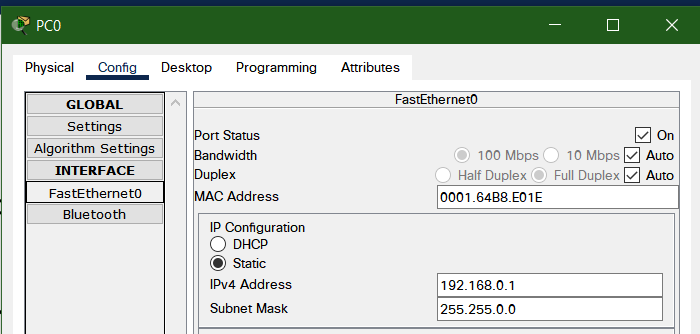 PC0
Physical Config Desktop Programming Attributes
GLOBAL
Settings
Algorithm Settings
INTERFACE
FastEthernet0
Bluetooth
FastEthernet0
Port Status On
Bandwidth 100 Mbps 10 Mbps Auto
Duplex Half Duplex Full Duplex Auto
MAC Address 0001.64B8.E01E
IP Configuration
DHCP
Static
IPv4 Address 192.168.0.1
Subnet Mask 255.255.0.0